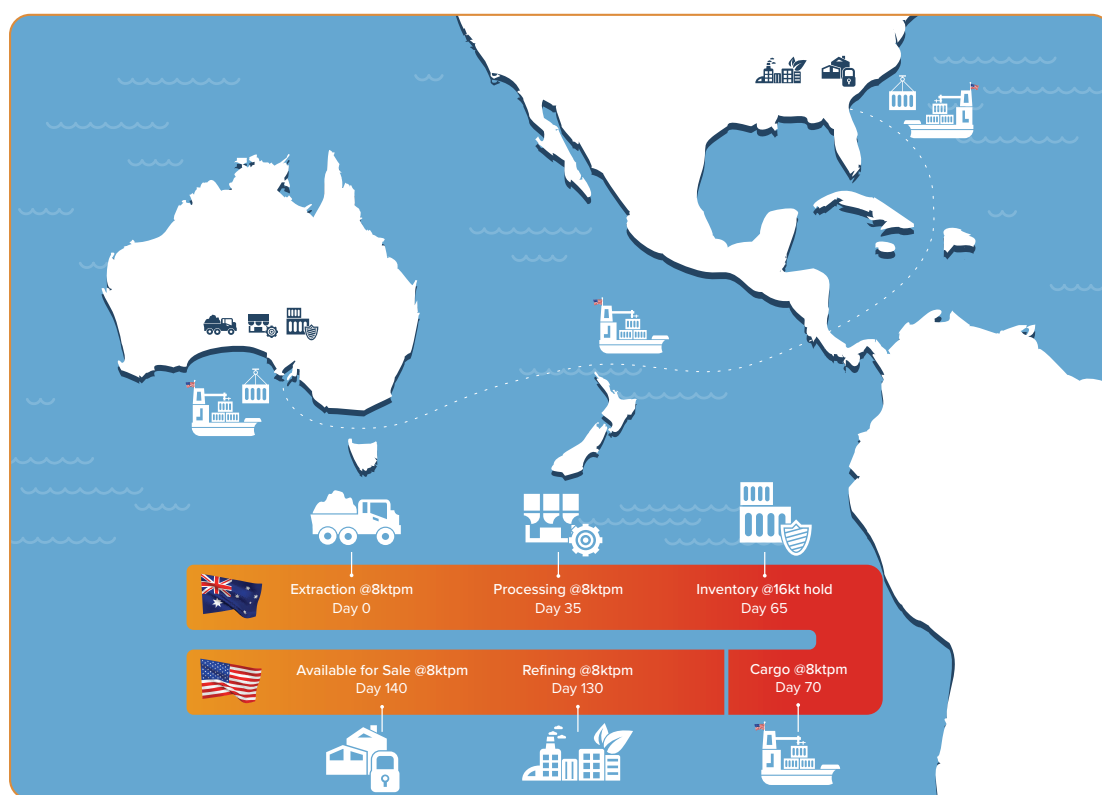 Extraction @8ktpm
Day 0
Processing @8ktpm
Day 35
Inventory @16kt hold
Day 65
Available for Sale @8ktpm
Day 140
Refining @8ktpm
Day 130
Cargo @8ktpm
Day 70